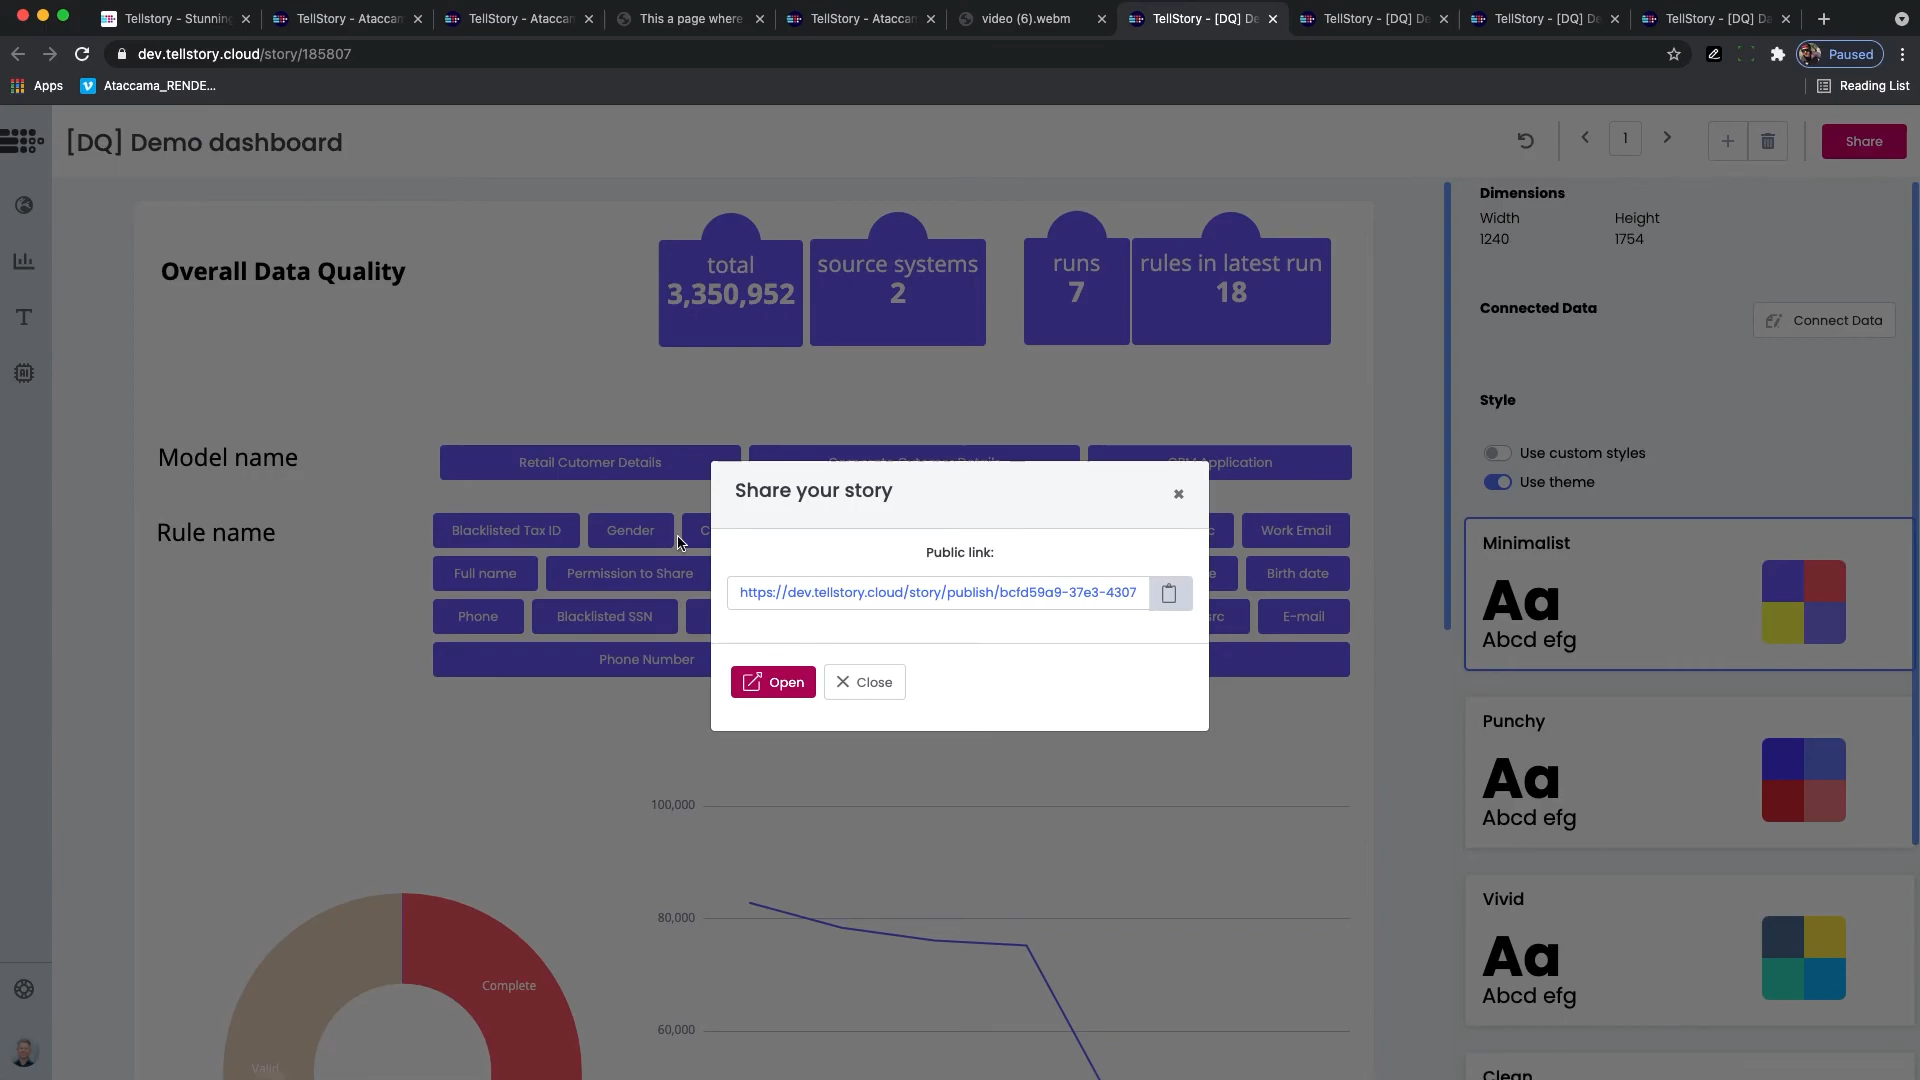 Tellstory - Stunning
TellStory - Ataccam
TellStory - Ataccam
This a page where
TellStory - Ataccam
video (6).webm
TellStory - [DQ] De
TellStory - [DQ] De
TellStory - [DQ] De
TellStory - [DQ] Da
dev.tellstory.cloud/story/185807
Paused
Apps
Ataccama_RENDE...
Reading List
[DQ] Demo dashboard
1
Share
Overall Data Quality
total
3,350,952
source systems
2
runs
7
rules in latest run
18
Dimensions
Width
Height
1240
1754
Connected Data
Connect Data
Style
Use custom styles
Use theme
Model name
Retail Cutomer Details
Application
Rule name
Blacklisted Tax ID
Gender
C
c
Work Email
Full name
Permission to Share
e
Birth date
Phone
Blacklisted SSN
rc
E-mail
Phone Number
Share your story
Public link:
https://dev.tellstory.cloud/story/publish/bcfd59a9-37e3-4307
Open
Close
Minimalist
Aa
Abcd efg
Punchy
Aa
Abcd efg
Vivid
Aa
Abcd efg
Clean
100,000
80,000
60,000
Complete
Valid
AI